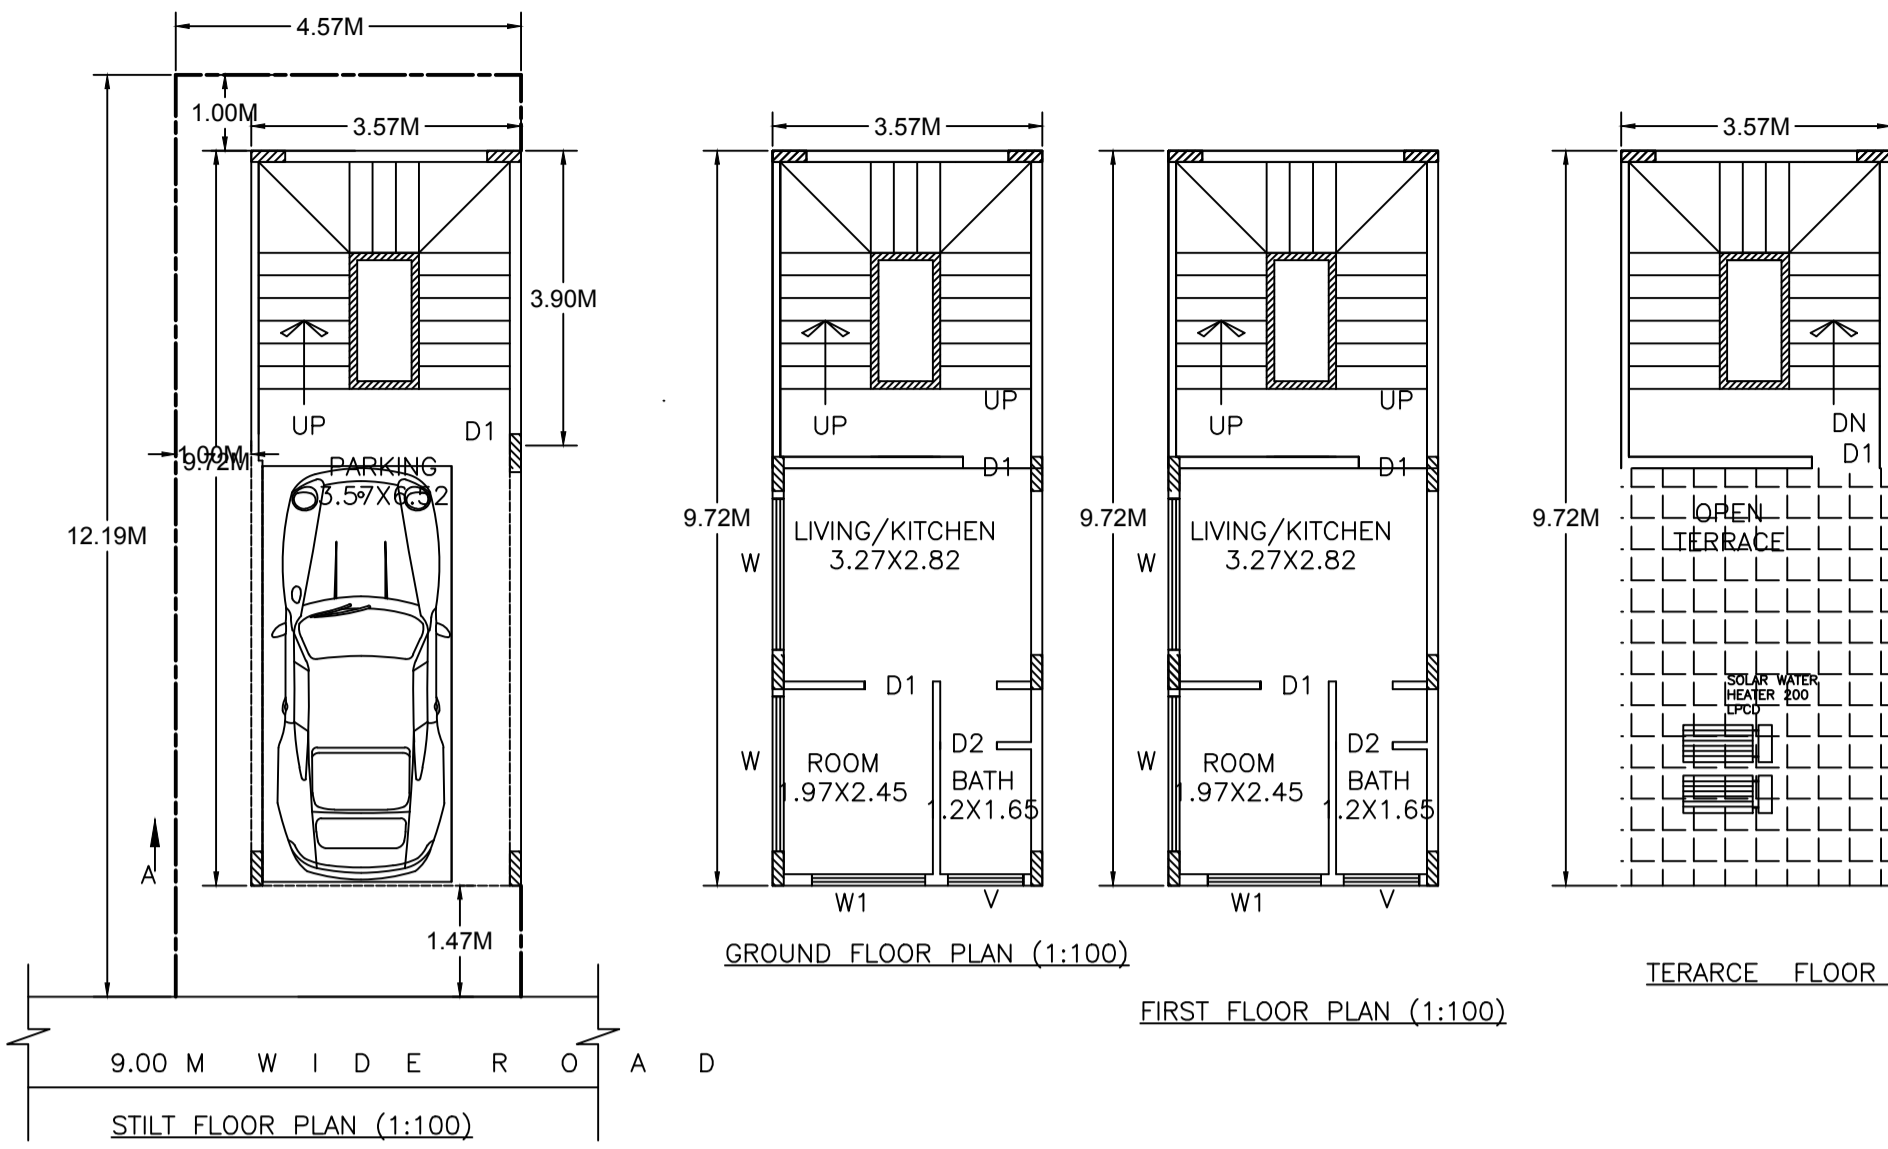 4.57M
1.00M
3.57M
3.90M
UP
D1
1.00M
9.72M
PARKING
3.57X6.52
12.19M
A
1.47M
9.00 M W I D E R O A D
STILT FLOOR PLAN (1:100)
3.57M
UP
UP
D1
9.72M
W
LIVING/KITCHEN
3.27X2.82
D1
W
ROOM
1.97X2.45
D2
BATH
1.2X1.65
W1
V
GROUND FLOOR PLAN (1:100)
UP
UP
D1
9.72M
W
LIVING/KITCHEN
3.27X2.82
D1
W
ROOM
1.97X2.45
D2
BATH
1.2X1.65
W1
V
FIRST FLOOR PLAN (1:100)
3.57M
DN
D1
9.72M
OPEN
TERRACE
SOLAR WATER
HEATER 200
LPCD
TERARCE FLOOR